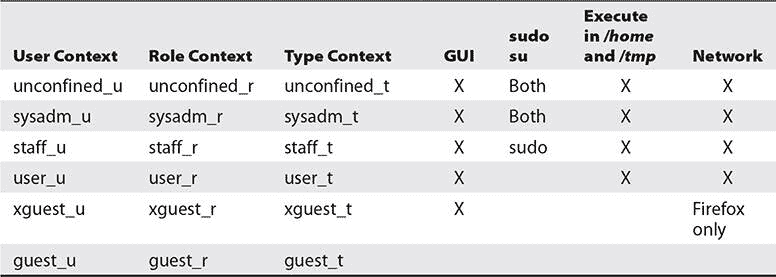 User Context Role Context Type Context GUI sudo su Execute in /home and /tmp Network
unconfined_u unconfined_r unconfined_t X Both X X
sysadm_u sysadm_r sysadm_t X Both X X
staff_u staff_r staff_t X sudo X X
user_u user_r user_t X X X
xguest_u xguest_r xguest_t X Firefox only
guest_u guest_r guest_t